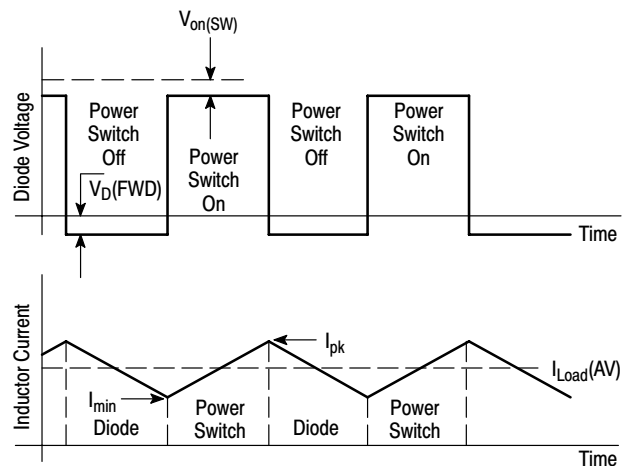 Von(SW)
Diode Voltage
Power
Switch
Off
Power
Switch
On
Power
Switch
Off
Power
Switch
On
VD(FWD)
Time
Inductor Current
Ipk
ILoad(AV)
Imin
Diode
Power
Switch
Diode
Power
Switch
Time